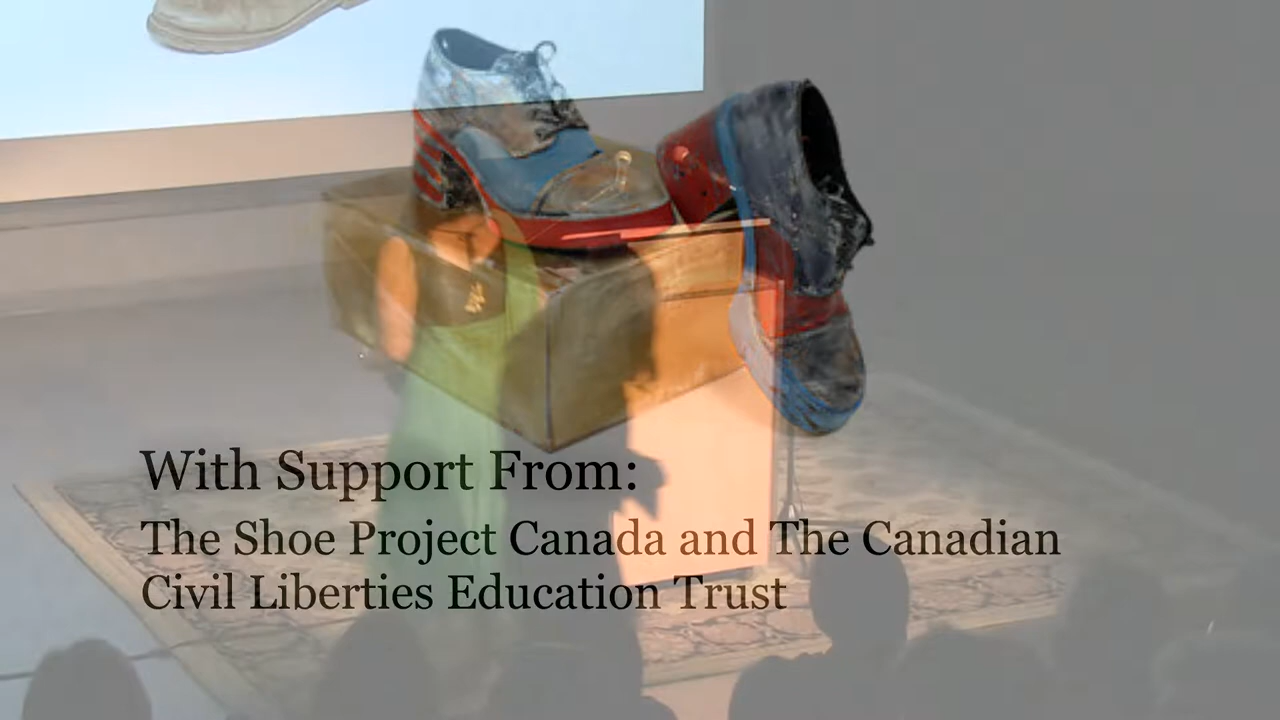 With Support From:
The Shoe Project Canada and The Canadian
Civil Liberties Education Trust